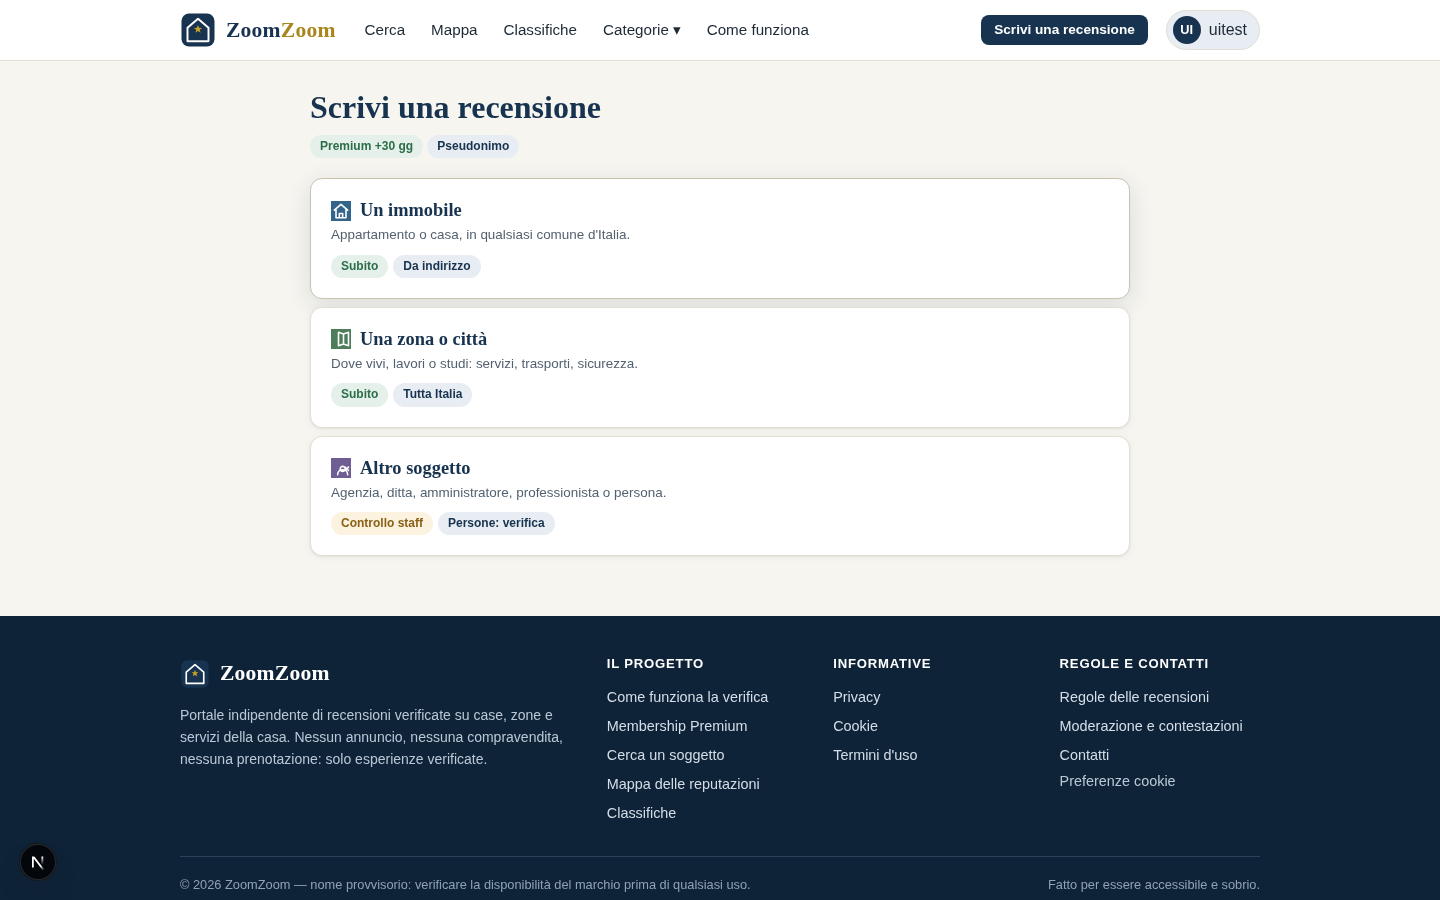 ZoomZoom Cerca Mappa Classifiche Categorie ▾ Come funziona Scrivi una recensione UI uitest
Scrivi una recensione
Premium +30 gg Pseudonimo
Un immobile
Appartamento o casa, in qualsiasi comune d'Italia.
Subito Da indirizzo
Una zona o città
Dove vivi, lavori o studi: servizi, trasporti, sicurezza.
Subito Tutta Italia
Altro soggetto
Agenzia, ditta, amministratore, professionista o persona.
Controllo staff Persone: verifica
ZoomZoom
Portale indipendente di recensioni verificate su case, zone e
servizi della casa. Nessun annuncio, nessuna compravendita,
nessuna prenotazione: solo esperienze verificate.
IL PROGETTO
Come funziona la verifica
Membership Premium
Cerca un soggetto
Mappa delle reputazioni
Classifiche
INFORMATIVE
Privacy
Cookie
Termini d'uso
REGOLE E CONTATTI
Regole delle recensioni
Moderazione e contestazioni
Contatti
Preferenze cookie
N
© 2026 ZoomZoom — nome provvisorio: verificare la disponibilità del marchio prima di qualsiasi uso.
Fatto per essere accessibile e sobrio.